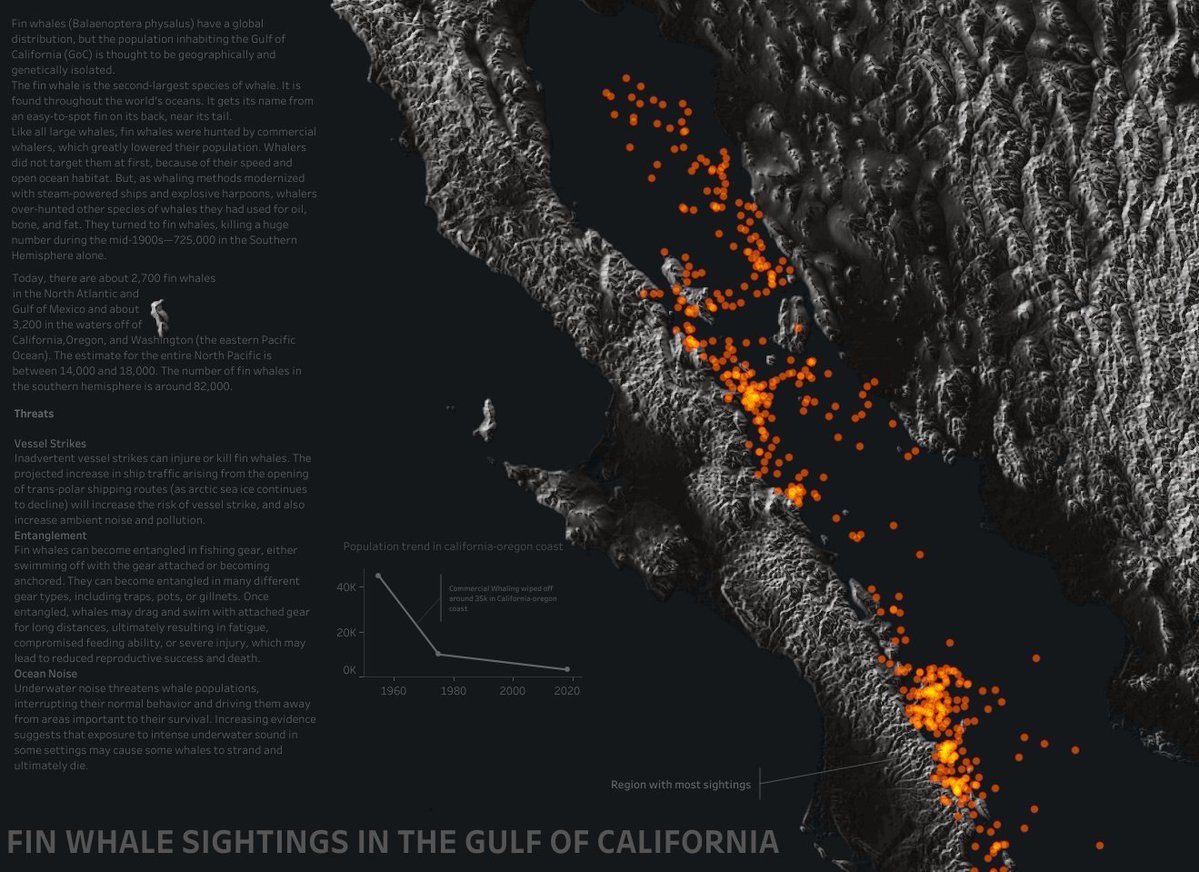 Fin whales (Balaenoptera physalus) have a global
distribution, but the population inhabiting the Gulf of
California (GoC) is thought to be geographically and
genetically isolated.
The fin whale is the second-largest species of whale. It is
found throughout the world's oceans. It gets its name from
an easy-to-spot fin on its back, near its tail.
Like all large whales, fin whales were hunted by commercial
whalers, which greatly lowered their population. Whalers
did not target them at first, because of their speed and
open ocean habitat. But, as whaling methods modernized
with steam-powered ships and explosive harpoons, whalers
over-hunted other species of whales they had used for oil,
bone, and fat. They turned to fin whales, killing a huge
number during the mid-1900s—725,000 in the Southern
Hemisphere alone.
Today, there are about 2,700 fin whales
in the North Atlantic and
Gulf of Mexico and about
3,200 in the waters off of
California,Oregon, and Washington (the eastern Pacific
Ocean). The estimate for the entire North Pacific is
between 14,000 and 18,000. The number of fin whales in
the southern hemisphere is around 82,000.
Threats
Vessel Strikes
Inadvertent vessel strikes can injure or kill fin whales. The
projected increase in ship traffic arising from the opening
of trans-polar shipping routes (as arctic sea ice continues
to decline) will increase the risk of vessel strike, and also
increase ambient noise and pollution.
Entanglement
Fin whales can become entangled in fishing gear, either
swimming off with the gear attached or becoming
anchored. They can become entangled in many different
gear types, including traps, pots, or gillnets. Once
entangled, whales may drag and swim with attached gear
for long distances, ultimately resulting in fatigue,
compromised feeding ability, or severe injury, which may
lead to reduced reproductive success and death.
Ocean Noise
Underwater noise threatens whale populations,
interrupting their normal behavior and driving them away
from areas important to their survival. Increasing evidence
suggests that exposure to intense underwater sound in
some settings may cause some whales to strand and
ultimately die.
Population trend in california-oregon coast
40K
20K
0K
1960 1980 2000 2020
Commercial Whaling wiped off
around 35k in California-oregon
coast
Region with most sightings
FIN WHALE SIGHTINGS IN THE GULF OF CALIFORNIA